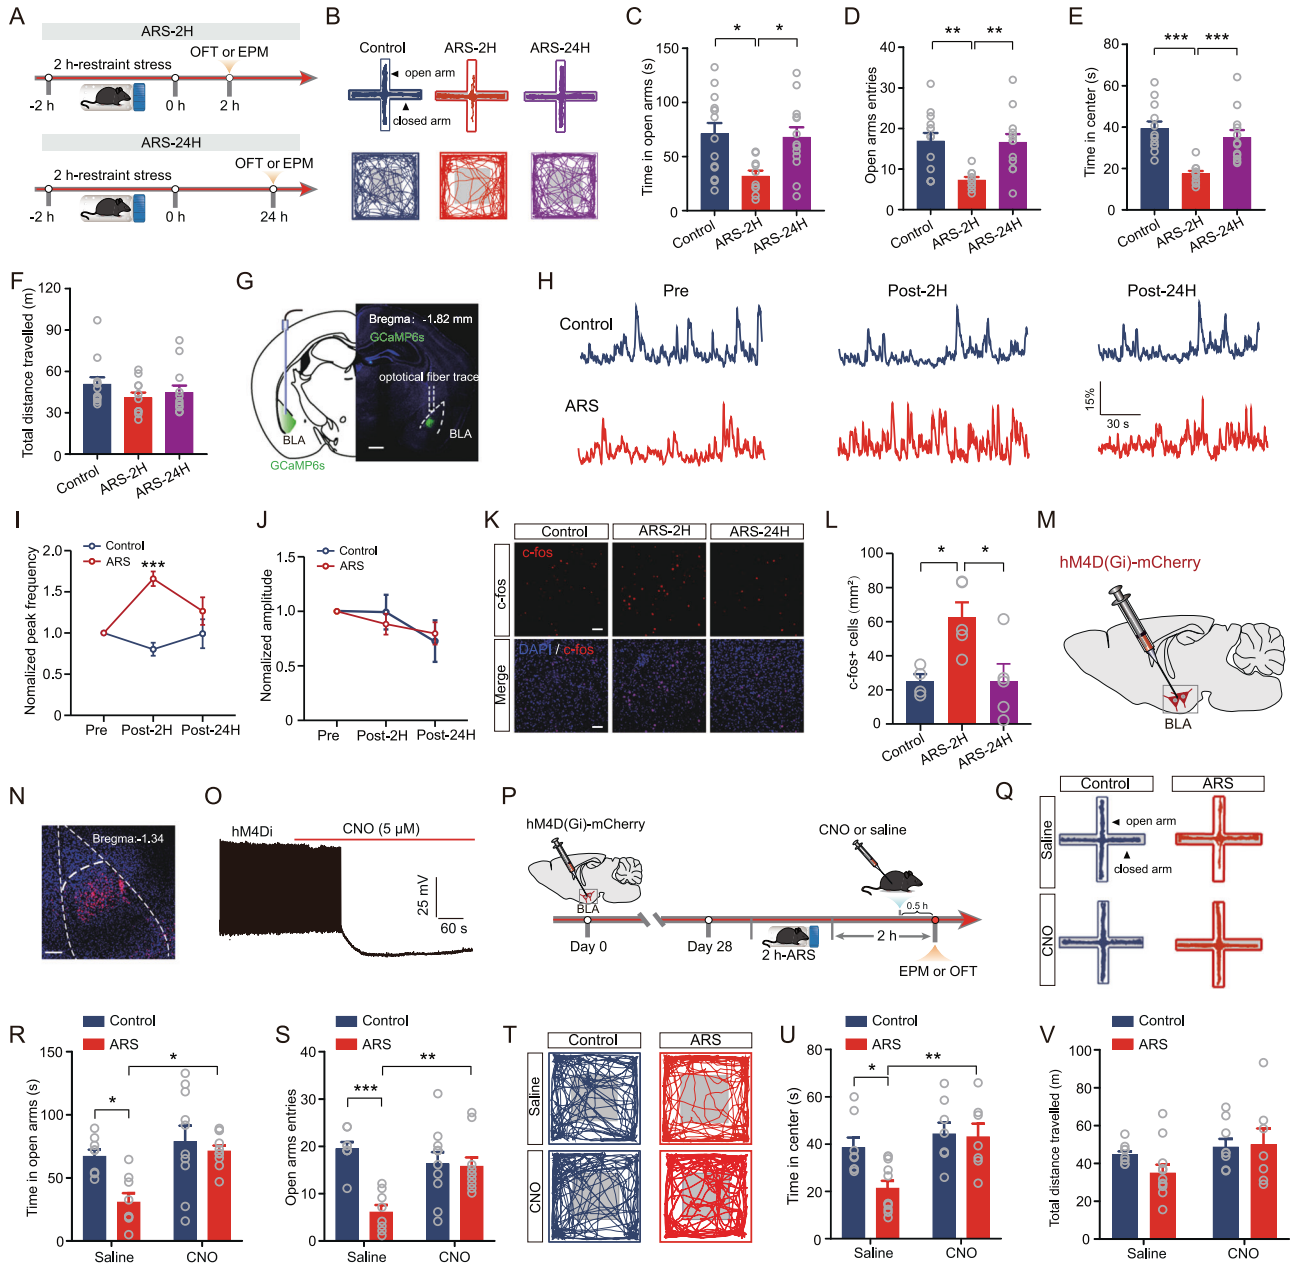 A
ARS-2H
OFT or EPM
2 h-restraint stress
-2 h
0 h
2 h
ARS-24H
OFT or EPM
2 h-restraint stress
-2 h
0 h
24 h
B
Control
ARS-2H
ARS-24H
open arm
closed arm
C
Time in open arms (s)
150
100
50
0
* *
Control
ARS-2H
ARS-24H
D
Open arms entries
40
30
20
10
0
** **
Control
ARS-2H
ARS-24H
E
Time in center (s)
80
60
40
20
0
*** ***
Control
ARS-2H
ARS-24H
F
Total distance travelled (m)
120
90
60
30
0
Control
ARS-2H
ARS-24H
G
Bregma: -1.82 mm
GCaMP6s
optotical fiber trace
BLA
BLA
GCaMP6s
H
Pre
Post-2H
Post-24H
Control
ARS
15%
30 s
I
Nomalized peak frequency
2.0
1.5
1.0
0.5
0
Control
ARS
***
Pre
Post-2H
Post-24H
J
Nomalized amplitude
1.5
1.0
0.5
0
Control
ARS
Pre
Post-2H
Post-24H
K
Control
ARS-2H
ARS-24H
c-fos
c-fos
Merge
DAPI / c-fos
L
c-fos+ cells (mm²)
100
80
60
40
20
0
* *
Control
ARS-2H
ARS-24H
M
hM4D(Gi)-mCherry
BLA
N
Bregma:-1.34
O
hM4Di
CNO (5 µM)
25 mV
60 s
P
hM4D(Gi)-mCherry
BLA
CNO or saline
0.5 h
Day 0
Day 28
2 h-ARS
2 h
EPM or OFT
Q
Control
ARS
Saline
CNO
open arm
closed arm
R
Control
ARS
Time in open arms (s)
150
100
50
0
*
*
Saline
CNO
S
Control
ARS
Open arms entries
40
30
20
10
0
***
**
Saline
CNO
T
Control
ARS
Saline
CNO
U
Control
ARS
Time in center (s)
60
40
20
0
*
**
Saline
CNO
V
Control
ARS
Total distance travelled (m)
100
80
60
40
20
0
Saline
CNO